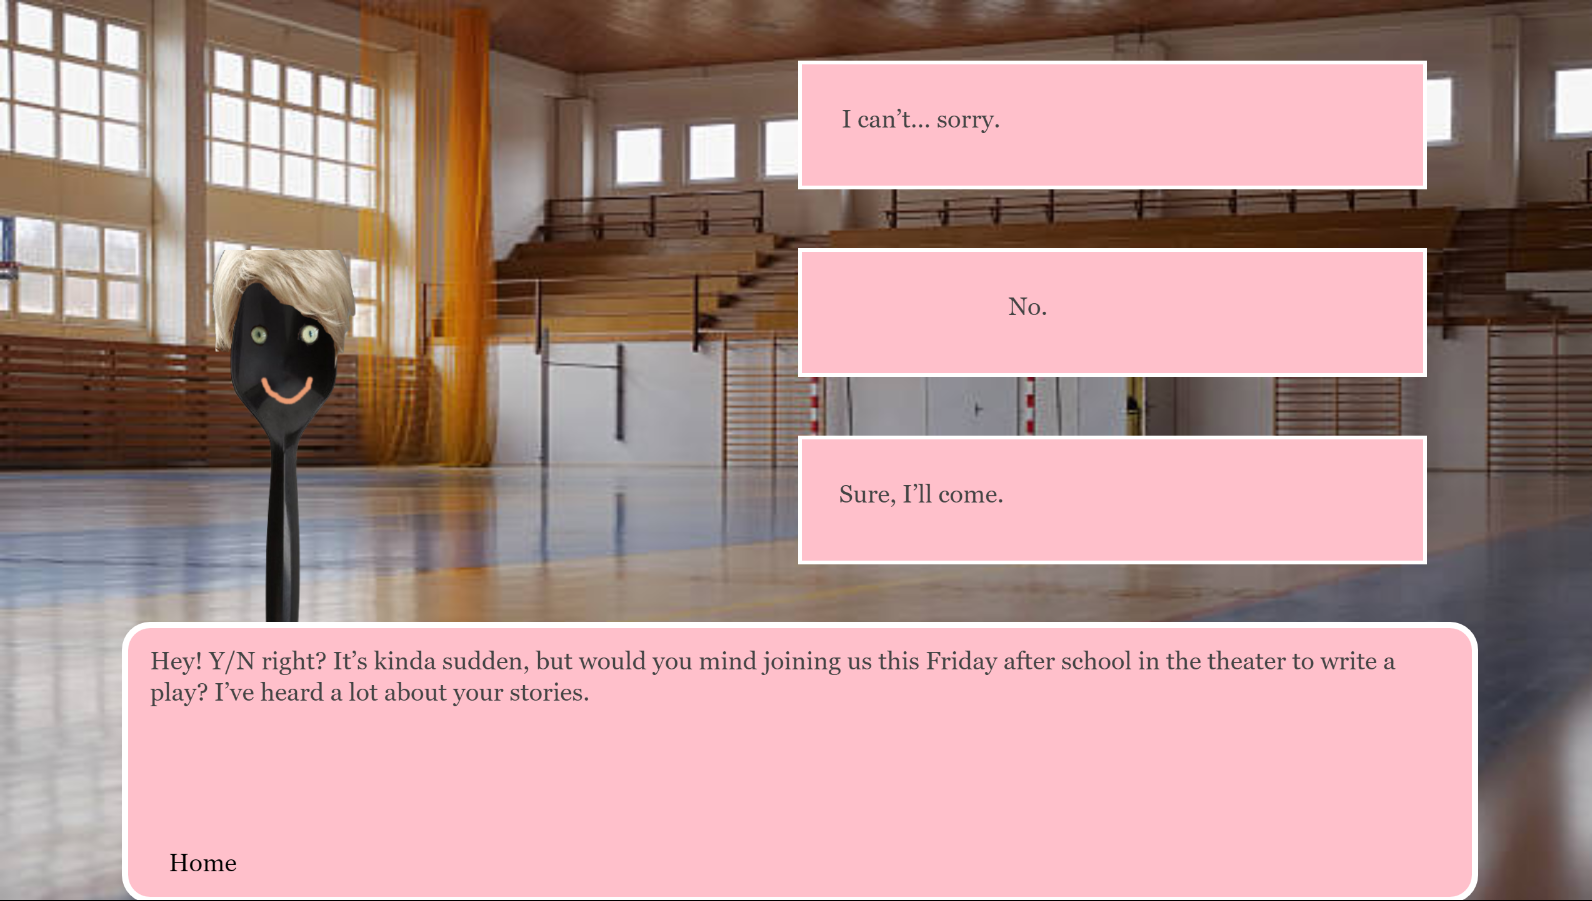 I can’t... sorry.
No.
Sure, I’ll come.
Hey! Y/N right? It’s kinda sudden, but would you mind joining us this Friday after school in the theater to write a
play? I’ve heard a lot about your stories.
Home